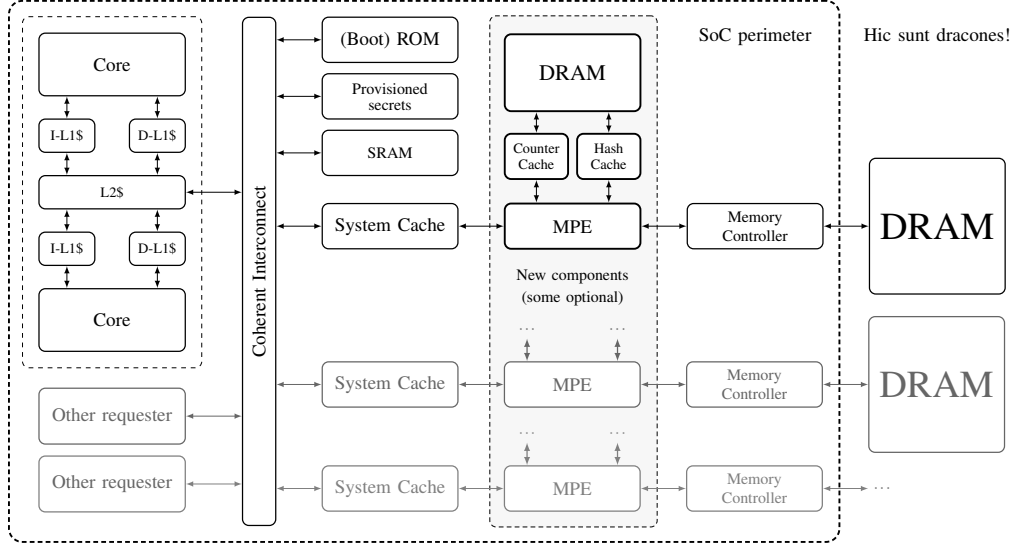 SoC perimeter
Hic sunt dracones!
Core
I-L1$
D-L1$
L2$
I-L1$
D-L1$
Core
Other requester
Other requester
Coherent Interconnect
(Boot) ROM
Provisioned
secrets
SRAM
System Cache
DRAM
Counter
Cache
Hash
Cache
MPE
New components
(some optional)
Memory
Controller
DRAM
System Cache
...
...
MPE
Memory
Controller
DRAM
System Cache
...
...
MPE
Memory
Controller
...